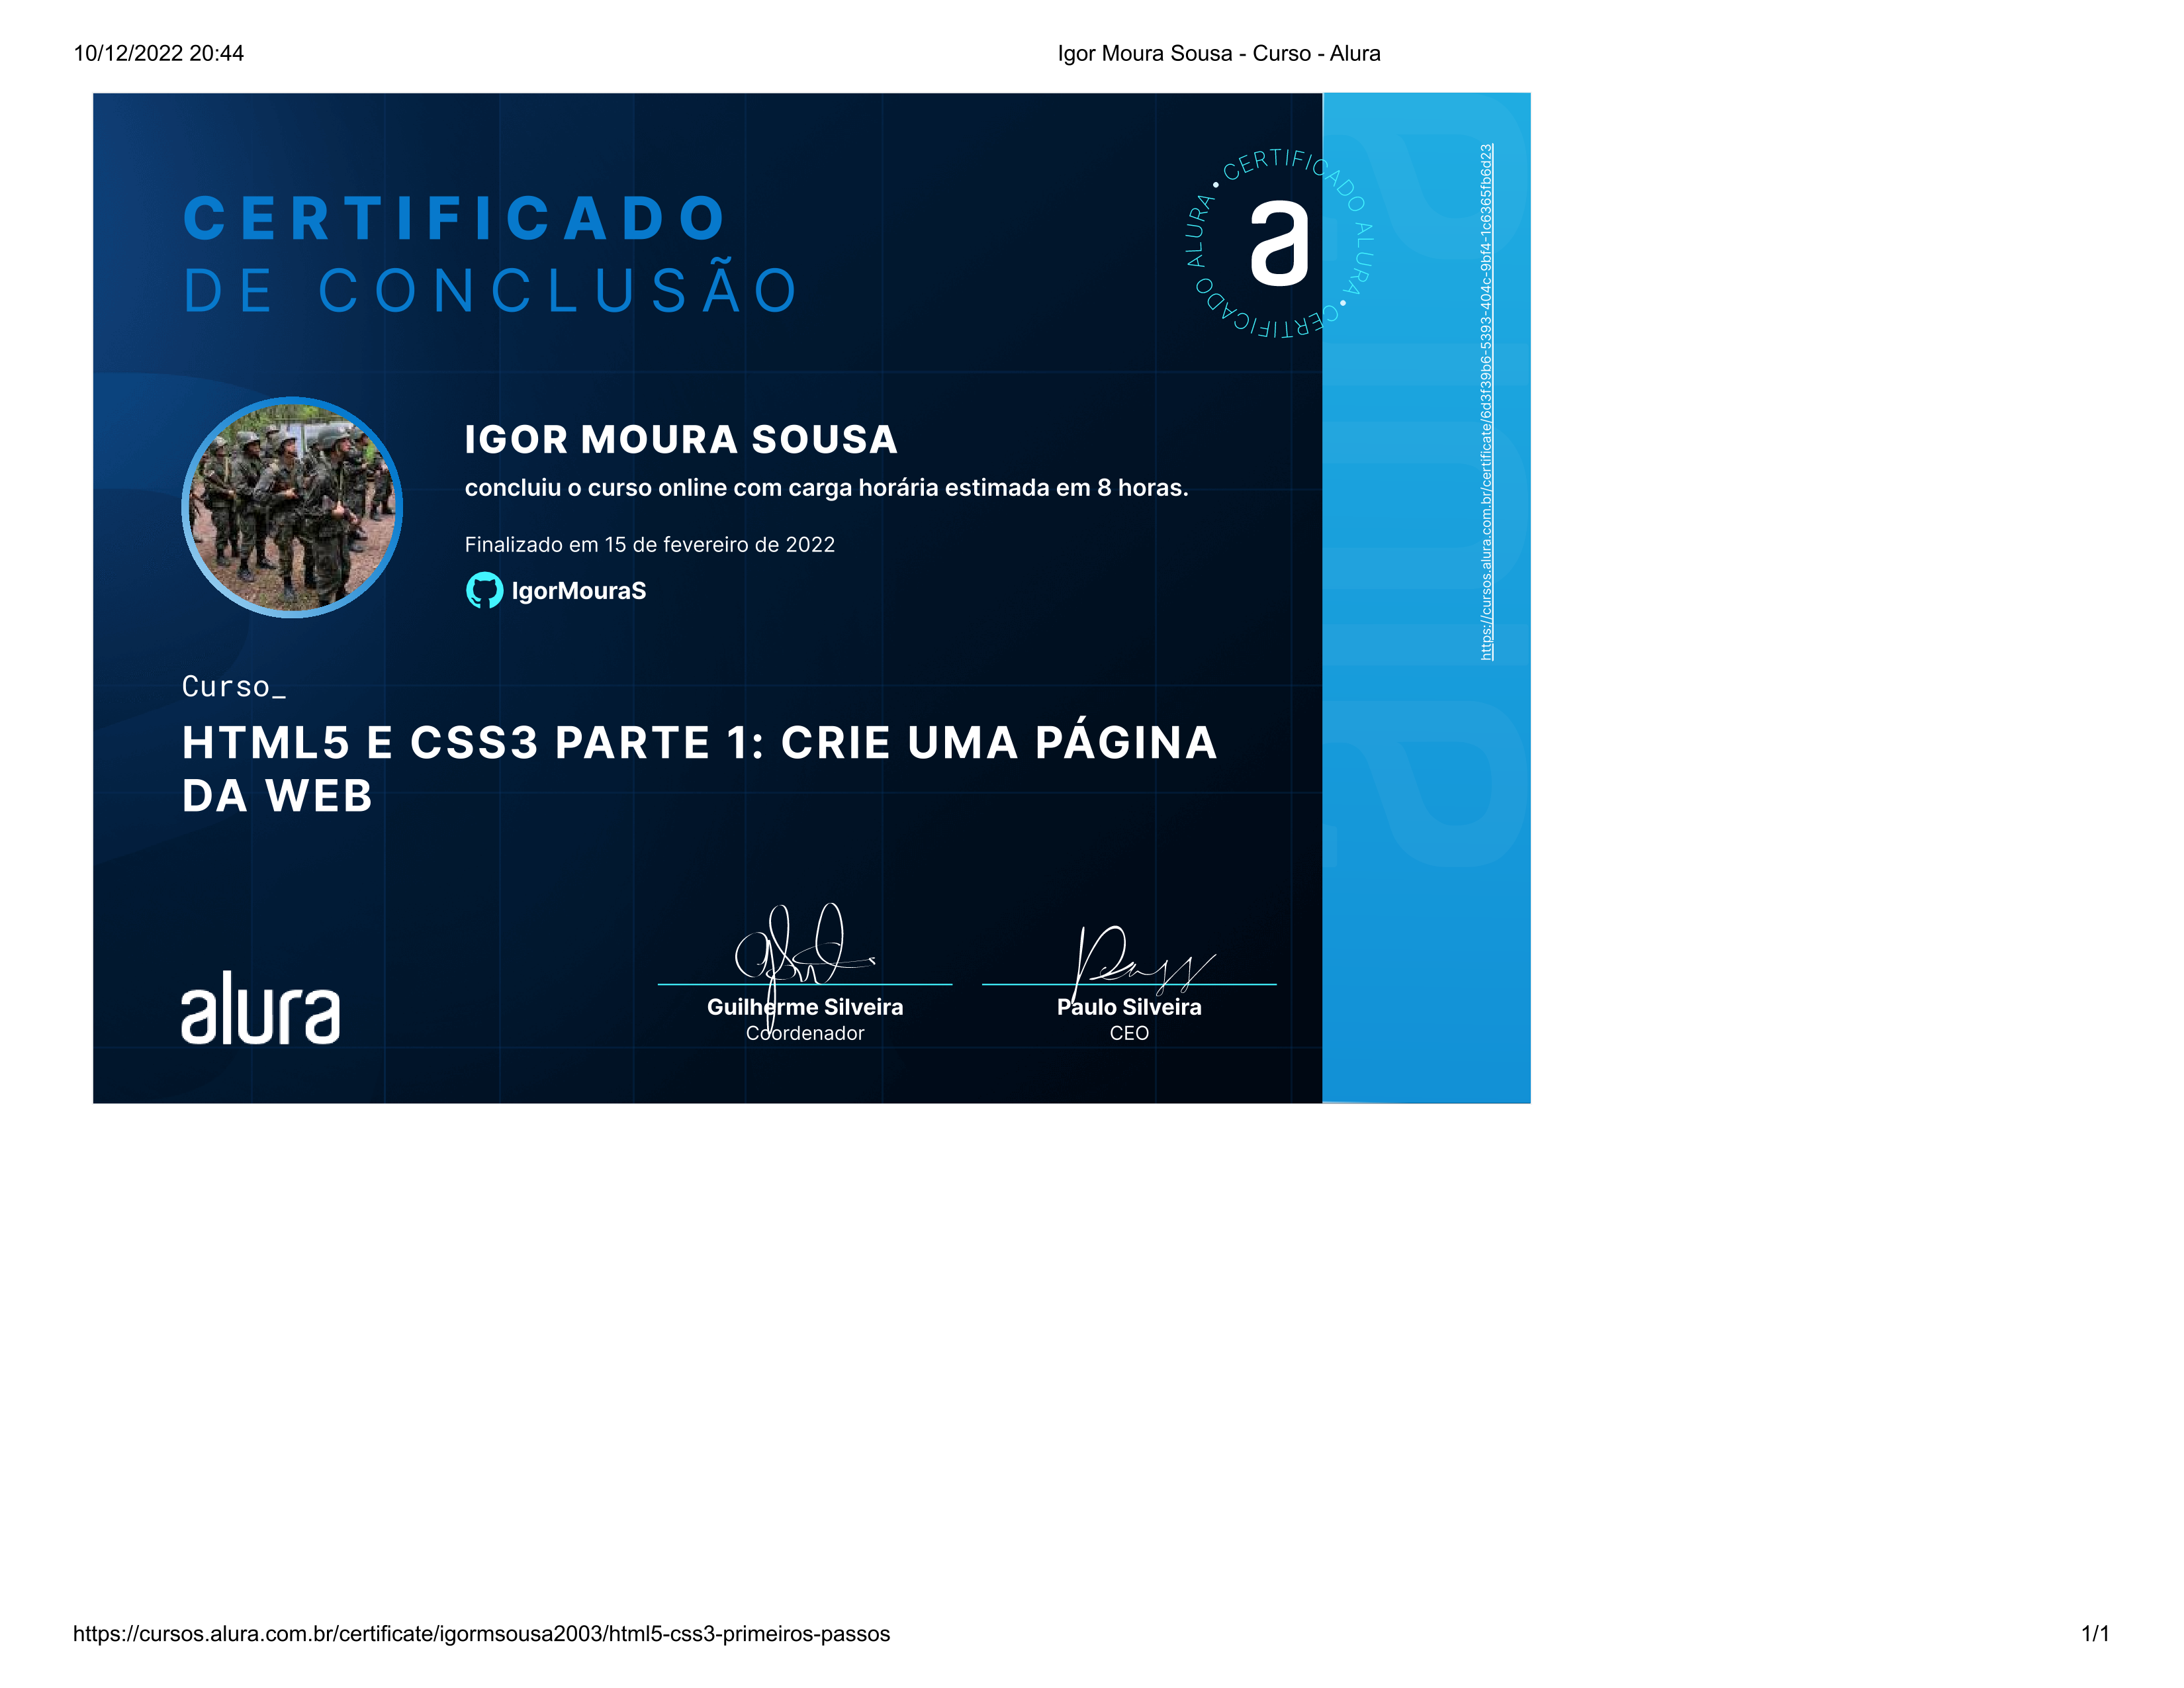 10/12/2022 20:44
Igor Moura Sousa - Curso - Alura
CERTIFICADO
DE CONCLUSÃO
CERTIFICADO ALURA • CERTIFICADO ALURA •
a
https://cursos.alura.com.br/certificate/6d3f39b6-5393-404c-9bf4-1c6365fb6d23
IGOR MOURA SOUSA
concluiu o curso online com carga horária estimada em 8 horas.
Finalizado em 15 de fevereiro de 2022
IgorMouraS
Curso_
HTML5 E CSS3 PARTE 1: CRIE UMA PÁGINA
DA WEB
alura
Guilherme Silveira
Coordenador
Paulo Silveira
CEO
https://cursos.alura.com.br/certificate/igormsousa2003/html5-css3-primeiros-passos
1/1